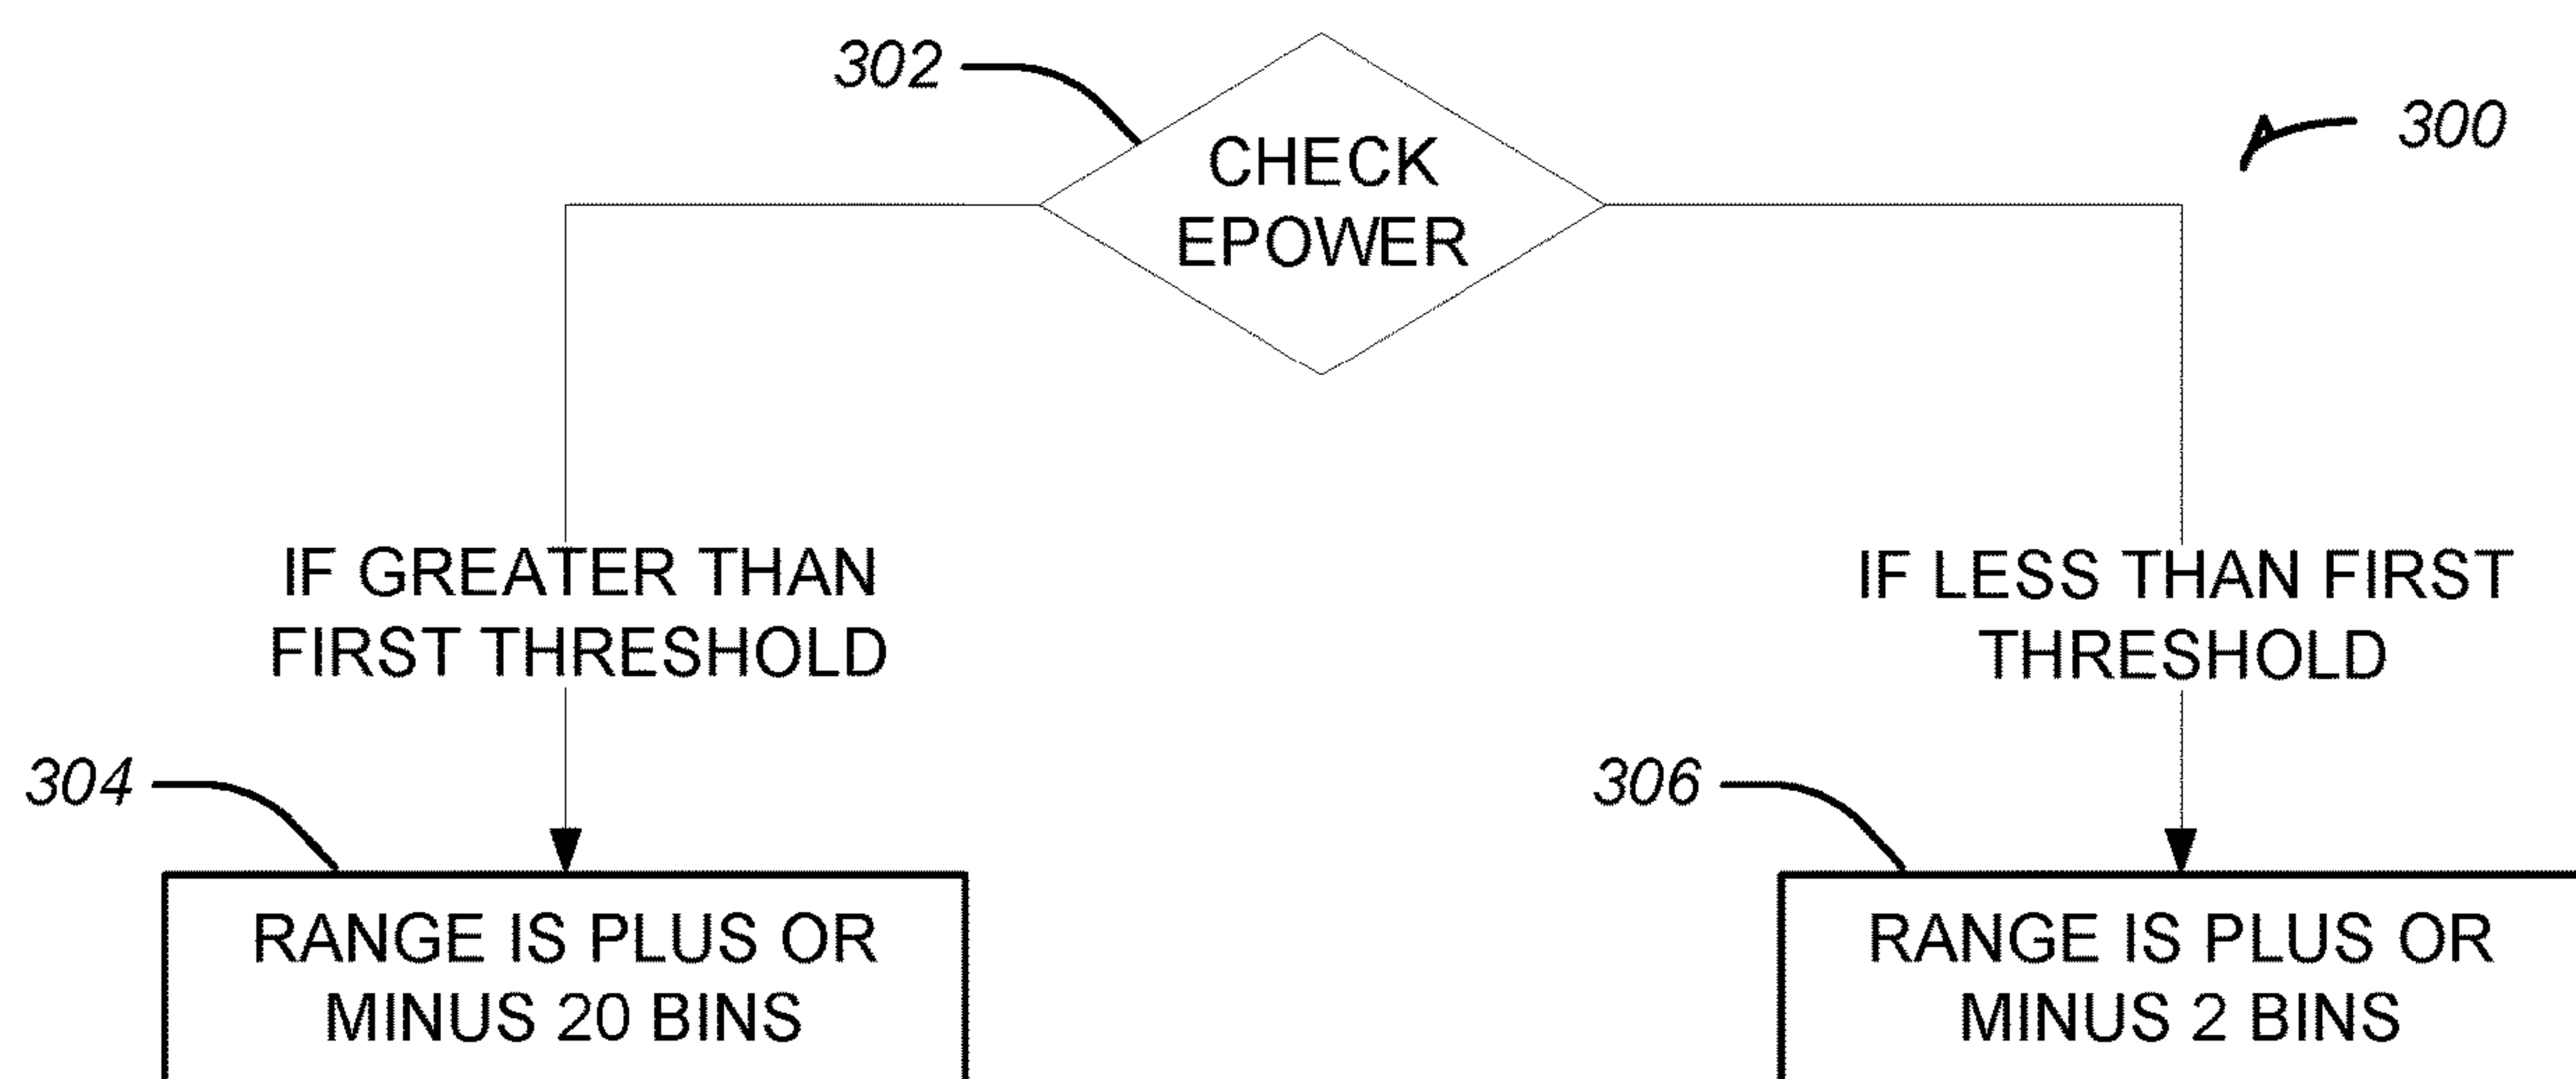 302
CHECK
EPOWER
300
IF GREATER THAN
FIRST THRESHOLD
IF LESS THAN FIRST
THRESHOLD
304
306
RANGE IS PLUS OR
MINUS 20 BINS
RANGE IS PLUS OR
MINUS 2 BINS